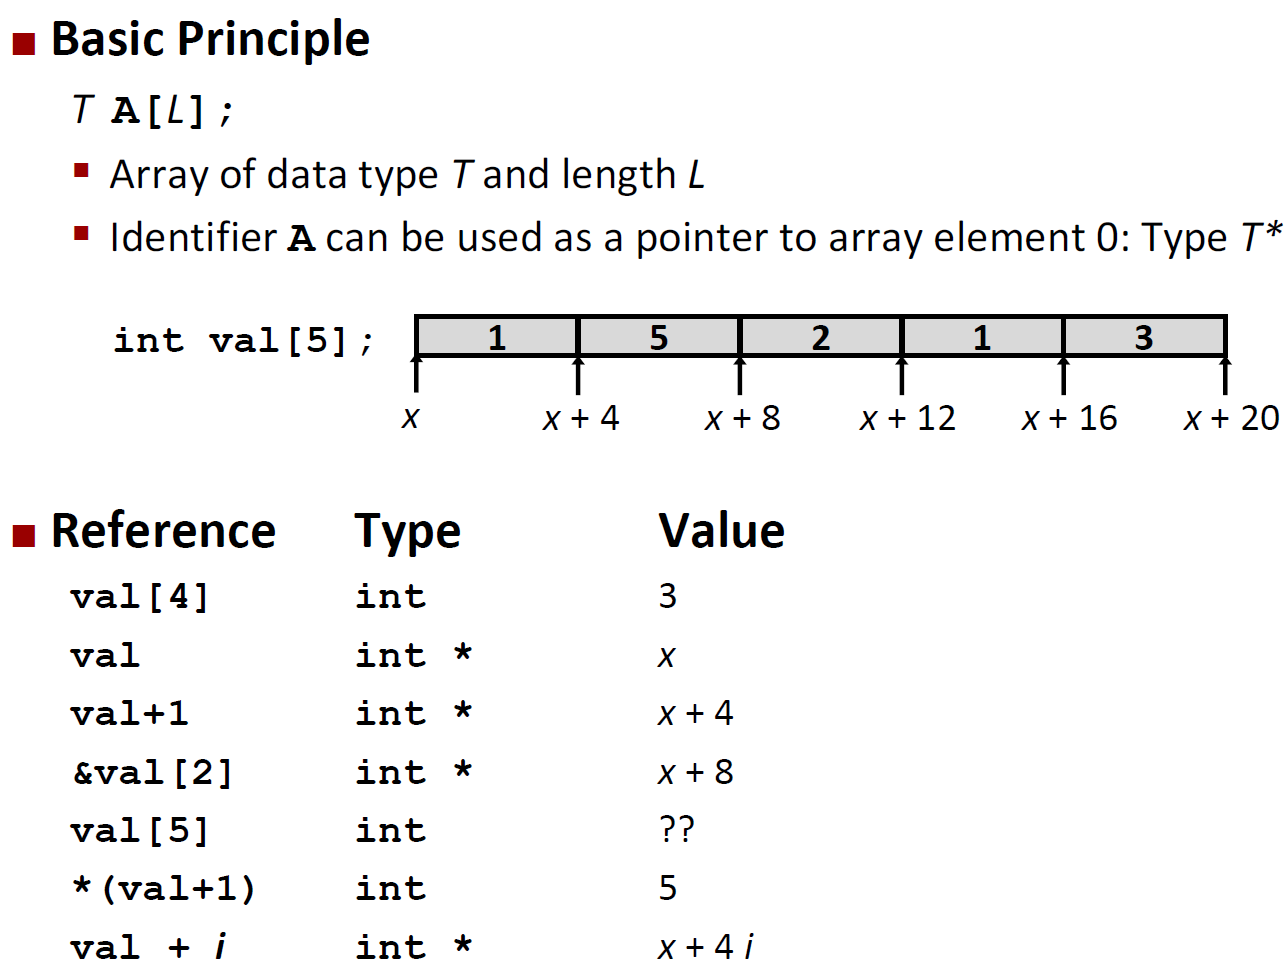 Basic Principle
T A[L];
Array of data type T and length L
Identifier A can be used as a pointer to array element 0: Type T*
int val[5]; 1 5 2 1 3
x x + 4 x + 8 x + 12 x + 16 x + 20
Reference Type Value
val[4] int 3
val int * x
val+1 int * x + 4
&val[2] int * x + 8
val[5] int ??
*(val+1) int 5
val + i int * x + 4 i